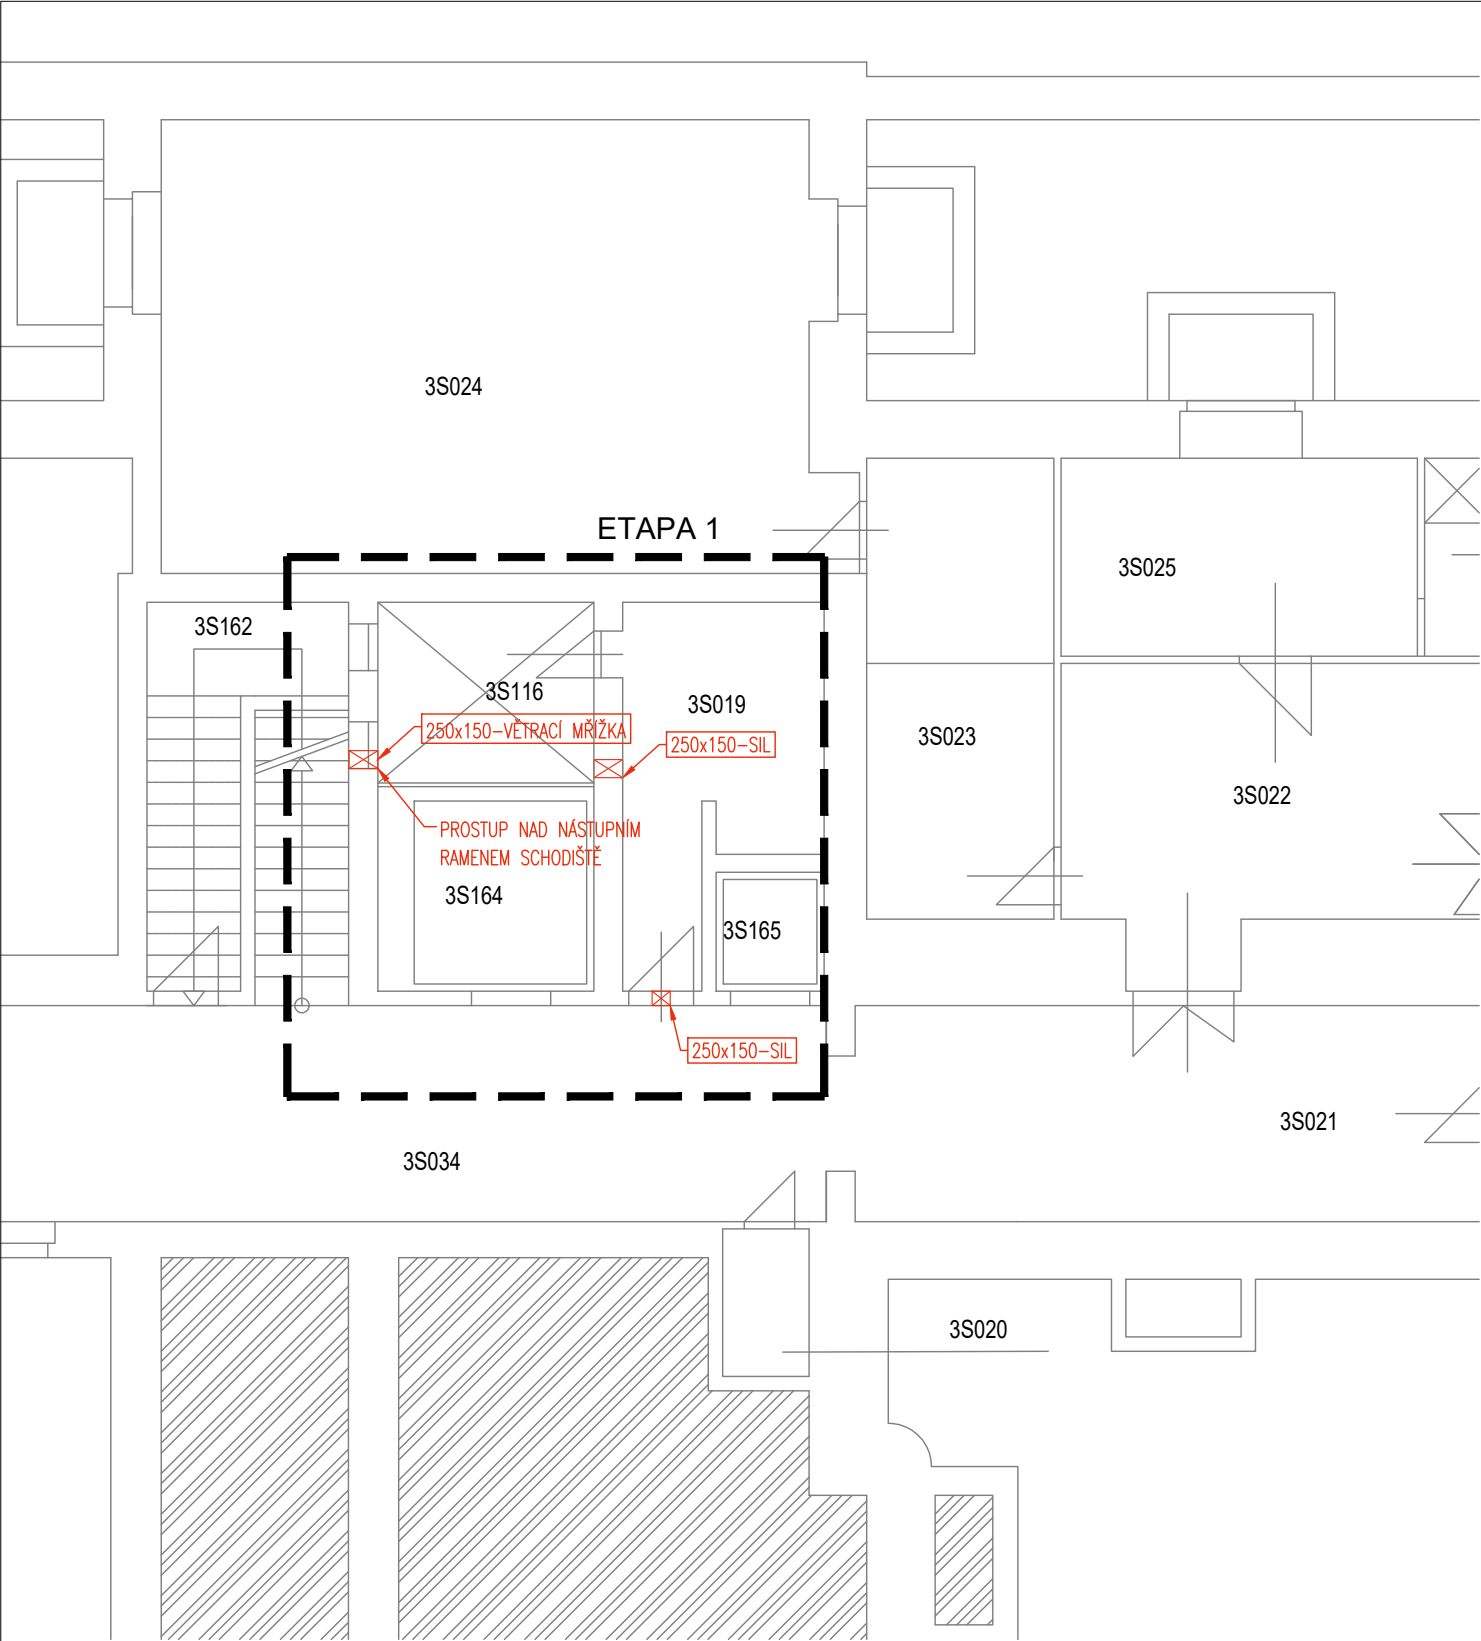 3S024
ETAPA 1
3S025
3S162
3S116
3S019
250x150-VĚTRACÍ MŘÍŽKA
250x150-SIL
3S023
3S022
PROSTUP NAD NÁSTUPNÍM
RAMENEM SCHODIŠTĚ
3S164
3S165
250x150-SIL
3S021
3S034
3S020